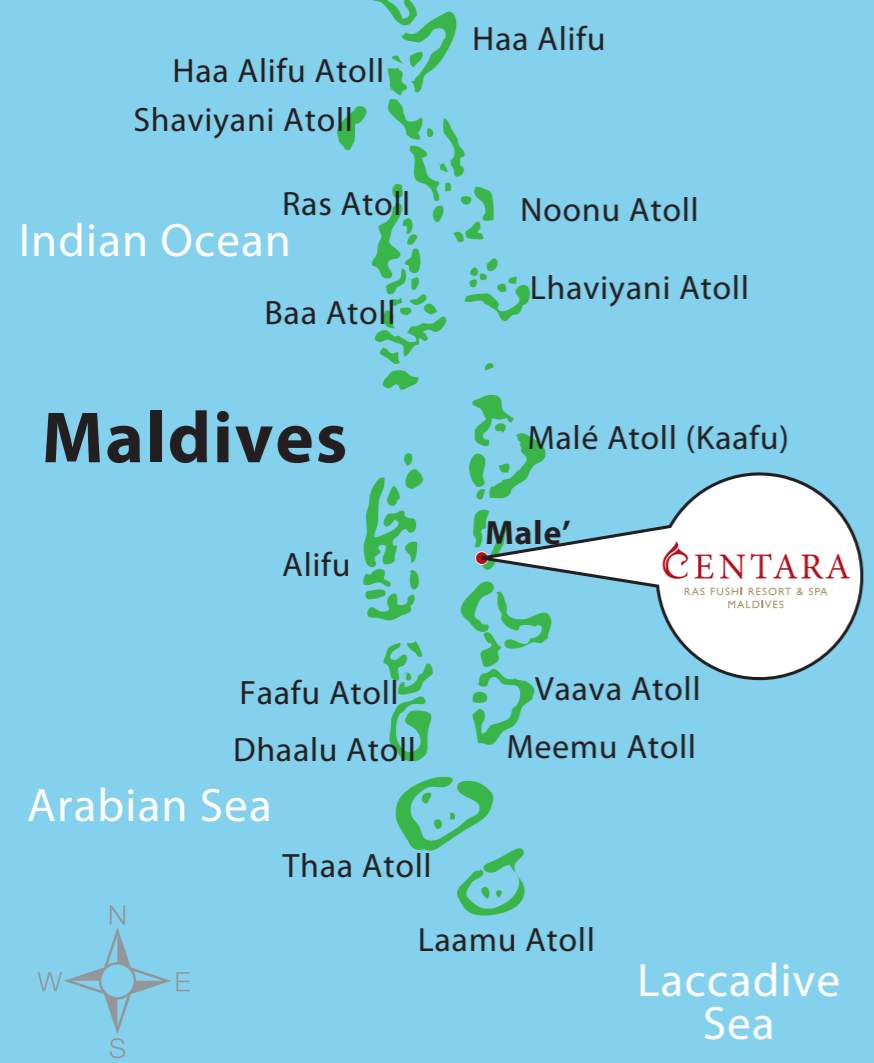 Haa Alifu
Haa Alifu Atoll
Shaviyani Atoll
Ras Atoll
Noonu Atoll
Indian Ocean
Lhaviyani Atoll
Baa Atoll
Maldives
Malé Atoll (Kaafu)
Male’
CENTARA
RAS FUSHI RESORT & SPA
MALDIVES
Alifu
Faafu Atoll
Vaava Atoll
Dhaalu Atoll
Meemu Atoll
Arabian Sea
Thaa Atoll
Laamu Atoll
N
W
E
S
Laccadive
Sea